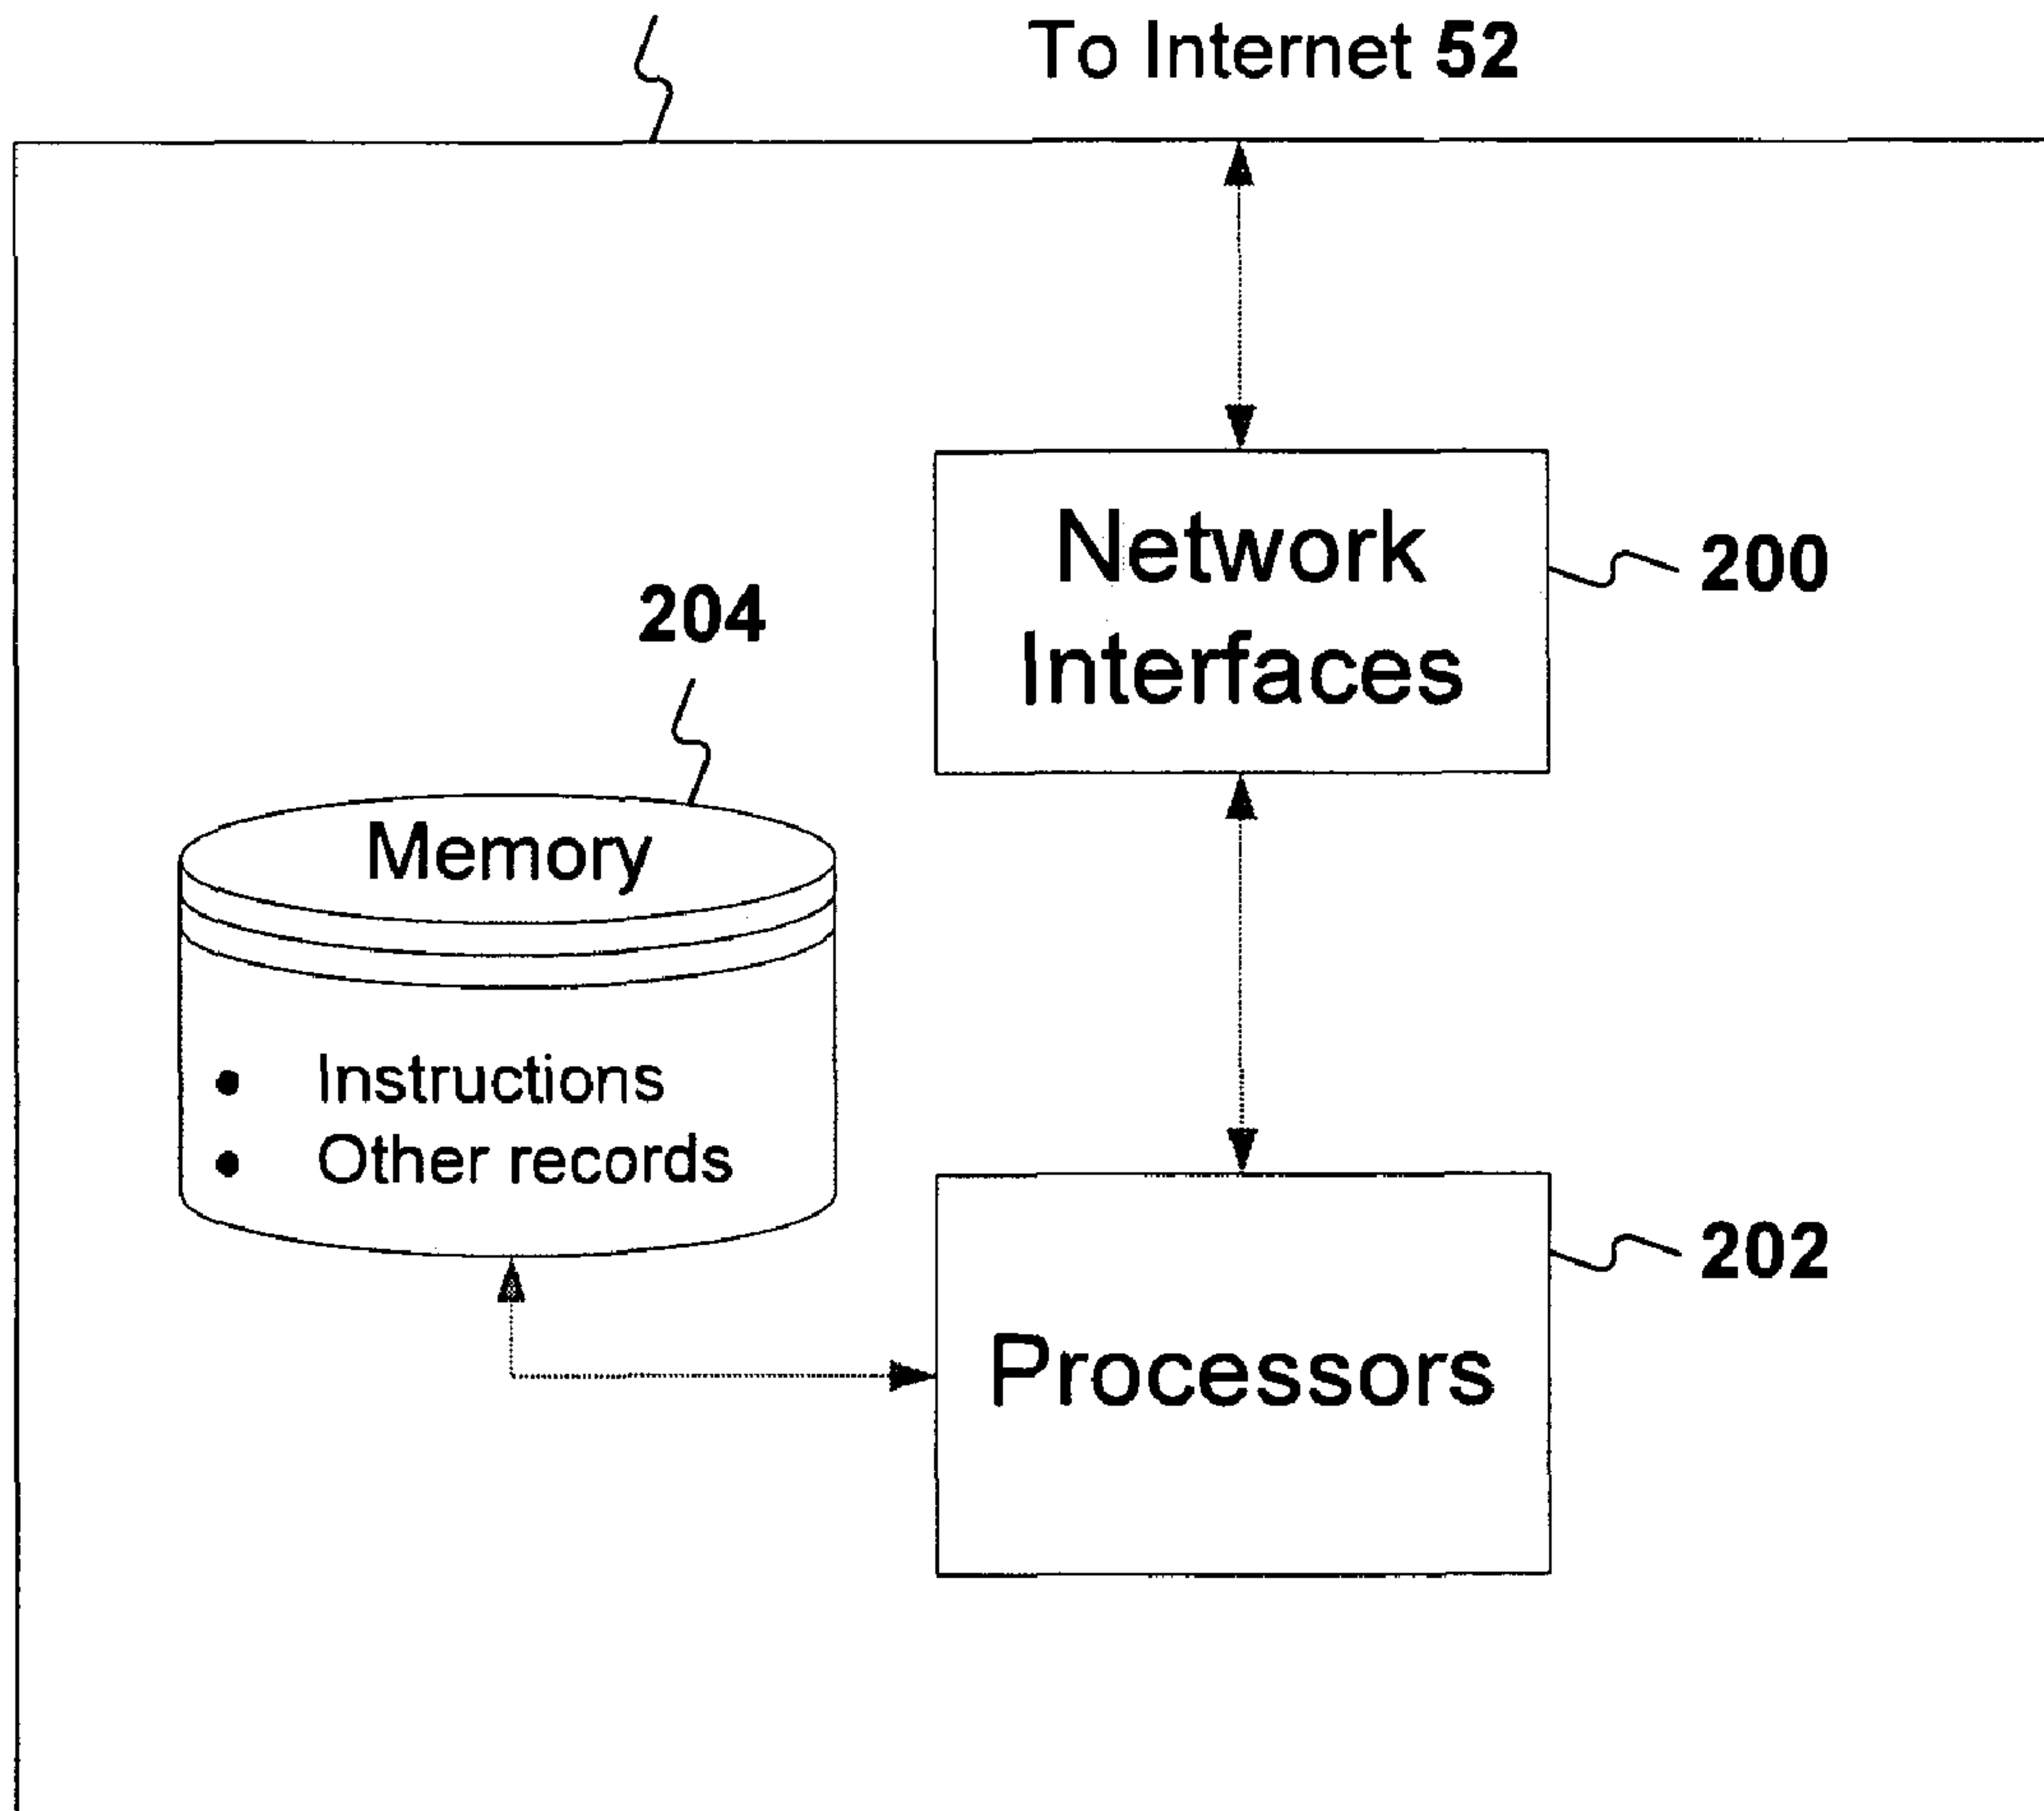 To Internet 52
Network
Interfaces
200
204
Memory
• Instructions
• Other records
202
Processors